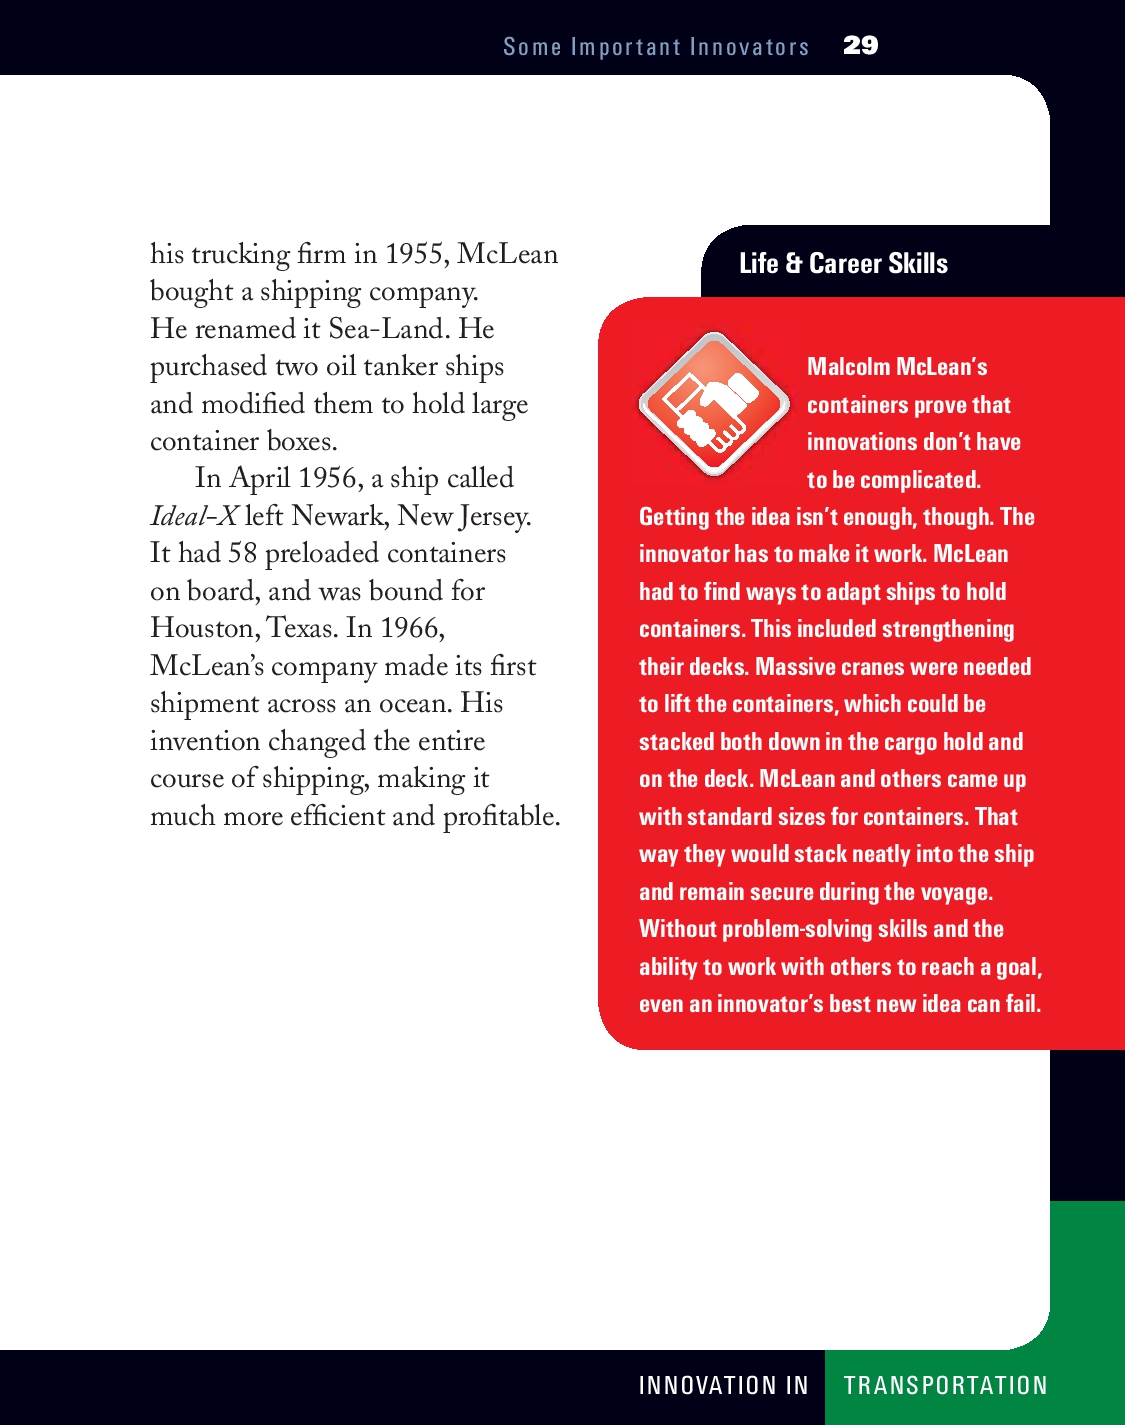 Some Important Innovators 29
his trucking firm in 1955, McLean
bought a shipping company.
He renamed it Sea-Land. He
purchased two oil tanker ships
and modified them to hold large
container boxes.
In April 1956, a ship called
Ideal-X left Newark, New Jersey.
It had 58 preloaded containers
on board, and was bound for
Houston, Texas. In 1966,
McLean’s company made its first
shipment across an ocean. His
invention changed the entire
course of shipping, making it
much more efficient and profitable.
Life & Career Skills
Malcolm McLean’s
containers prove that
innovations don’t have
to be complicated.
Getting the idea isn’t enough, though. The
innovator has to make it work. McLean
had to find ways to adapt ships to hold
containers. This included strengthening
their decks. Massive cranes were needed
to lift the containers, which could be
stacked both down in the cargo hold and
on the deck. McLean and others came up
with standard sizes for containers. That
way they would stack neatly into the ship
and remain secure during the voyage.
Without problem-solving skills and the
ability to work with others to reach a goal,
even an innovator’s best new idea can fail.
INNOVATION IN TRANSPORTATION